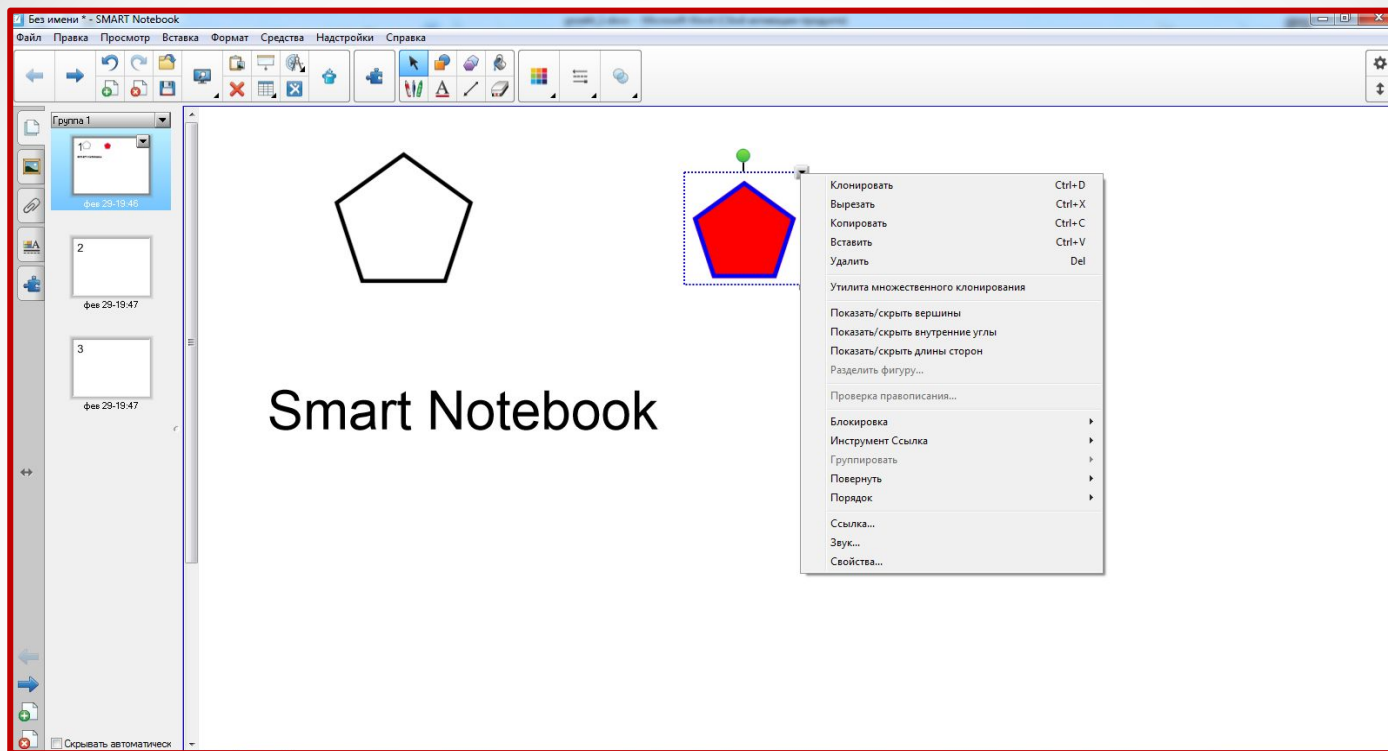 Без имени * - SMART Notebook
Файл Правка Просмотр Вставка Формат Средства Надстройки Справка
Группа 1
1
фев 29-19:46
2
фев 29-19:47
3
фев 29-19:47
Smart Notebook
Клонировать Ctrl+D
Вырезать Ctrl+X
Копировать Ctrl+C
Вставить Ctrl+V
Удалить Del
Утилита множественного клонирования
Показать/скрыть вершины
Показать/скрыть внутренние углы
Показать/скрыть длины сторон
Разделить фигуру...
Проверка правописания...
Блокировка
Инструмент Ссылка
Группировать
Повернуть
Порядок
Ссылка...
Звук...
Свойства...
Скрывать автоматическ